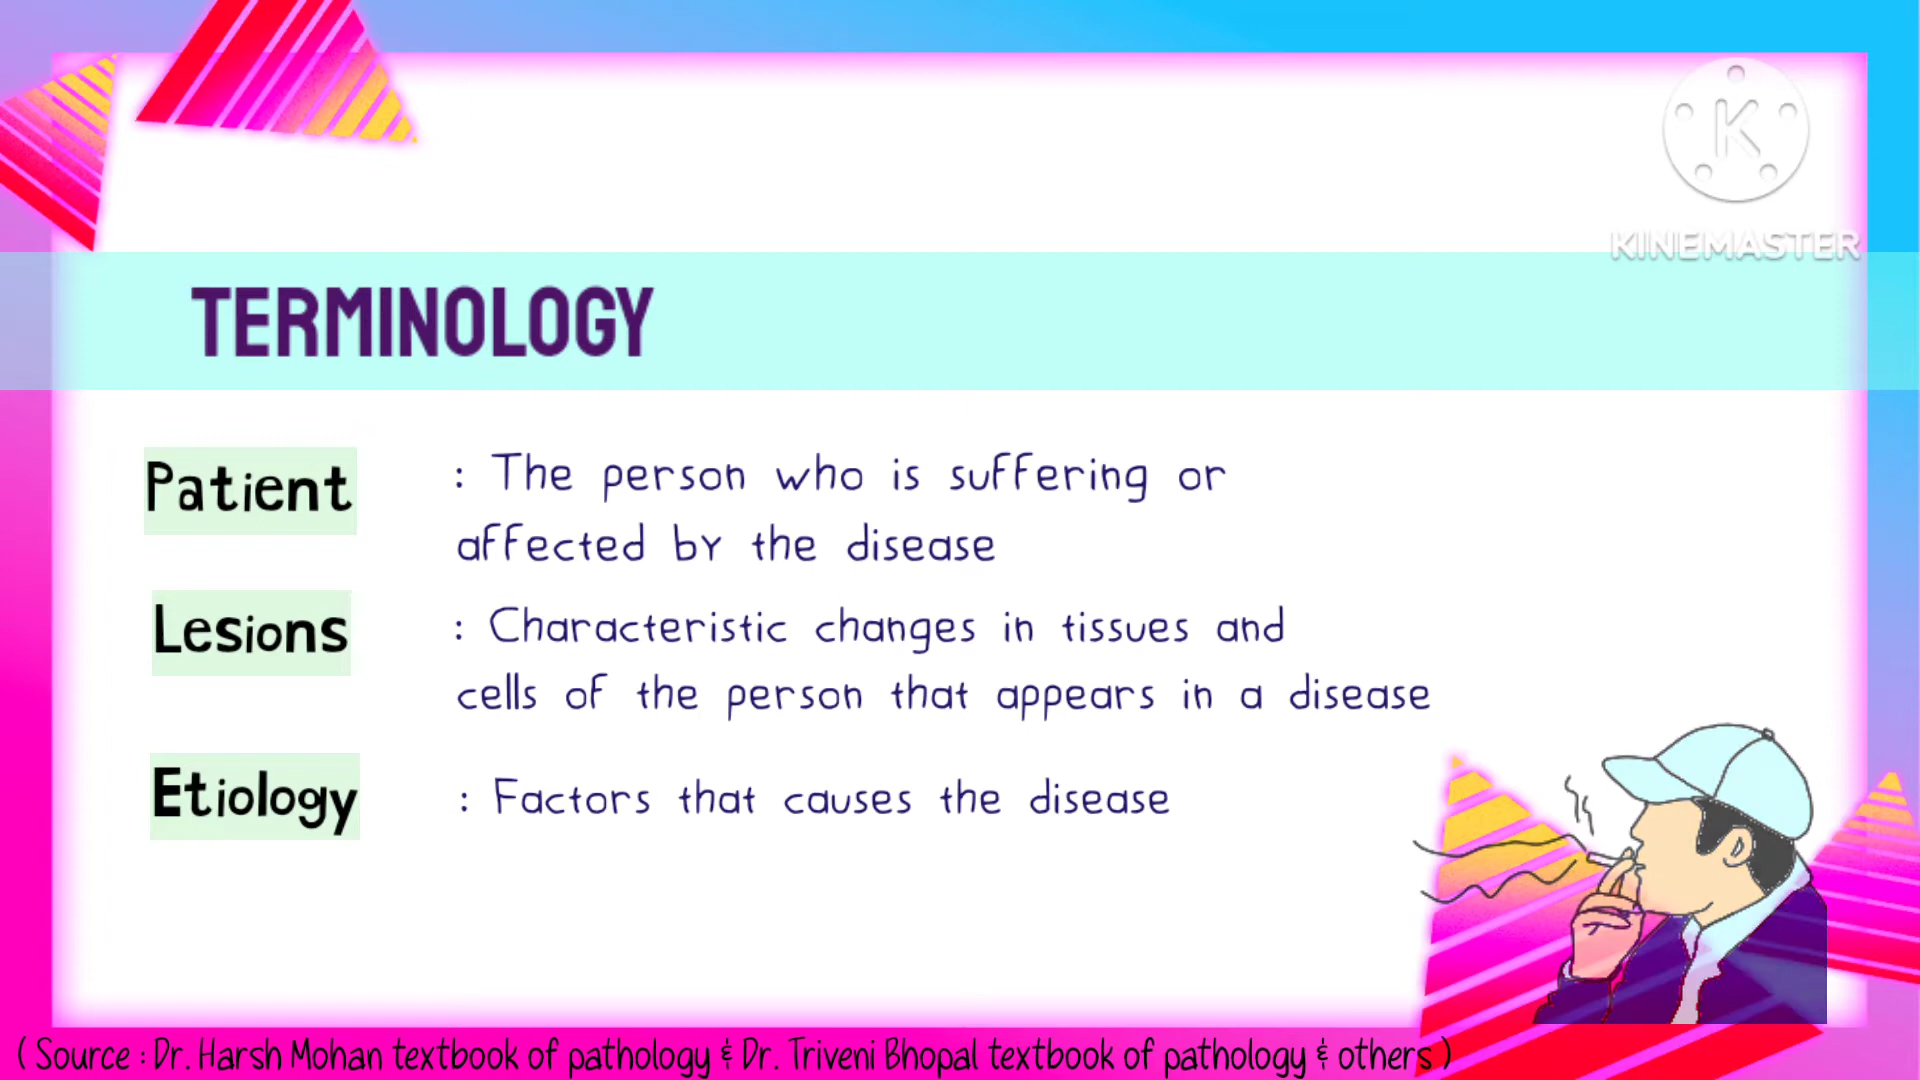 K
KINEMASTER
TERMINOLOGY
Patient : The person who is suffering or
affected by the disease
Lesions : Characteristic changes in tissues and
cells of the person that appears in a disease
Etiology : Factors that causes the disease
( Source : Dr. Harsh Mohan textbook of pathology & Dr. Triveni Bhopal textbook of pathology & others )